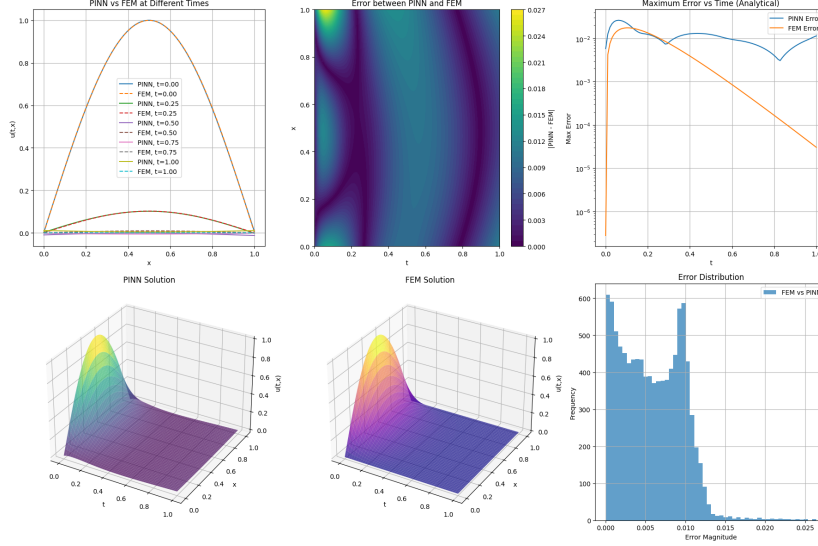 PINN vs FEM at Different Times
1.0
0.8
0.6
0.4
0.2
0.0
u(t,x)
PINN, t=0.00
FEM, t=0.00
PINN, t=0.25
FEM, t=0.25
PINN, t=0.50
FEM, t=0.50
PINN, t=0.75
FEM, t=0.75
PINN, t=1.00
FEM, t=1.00
0.0 0.2 0.4 0.6 0.8 1.0
x
Error between PINN and FEM
1.0
0.8
0.6
0.4
0.2
0.0
x
0.0 0.2 0.4 0.6 0.8 1.0
t
0.027
0.024
0.021
0.018
0.015
0.012
0.009
0.006
0.003
0.000
|PINN - FEM|
Maximum Error vs Time (Analytical)
PINN Error
FEM Error
10⁻²
10⁻³
10⁻⁴
10⁻⁵
10⁻⁶
Max Error
0.0 0.2 0.4 0.6 0.8 1.0
t
PINN Solution
1.0
0.8
0.6
0.4
0.2
0.0
u(t,x)
0.0 0.2 0.4 0.6 0.8 1.0
t
0.0 0.2 0.4 0.6 0.8 1.0
x
FEM Solution
1.0
0.8
0.6
0.4
0.2
0.0
u(t,x)
0.0 0.2 0.4 0.6 0.8 1.0
t
0.0 0.2 0.4 0.6 0.8 1.0
x
Error Distribution
FEM vs PINN
600
500
400
300
200
100
0
Frequency
0.000 0.005 0.010 0.015 0.020 0.025
Error Magnitude